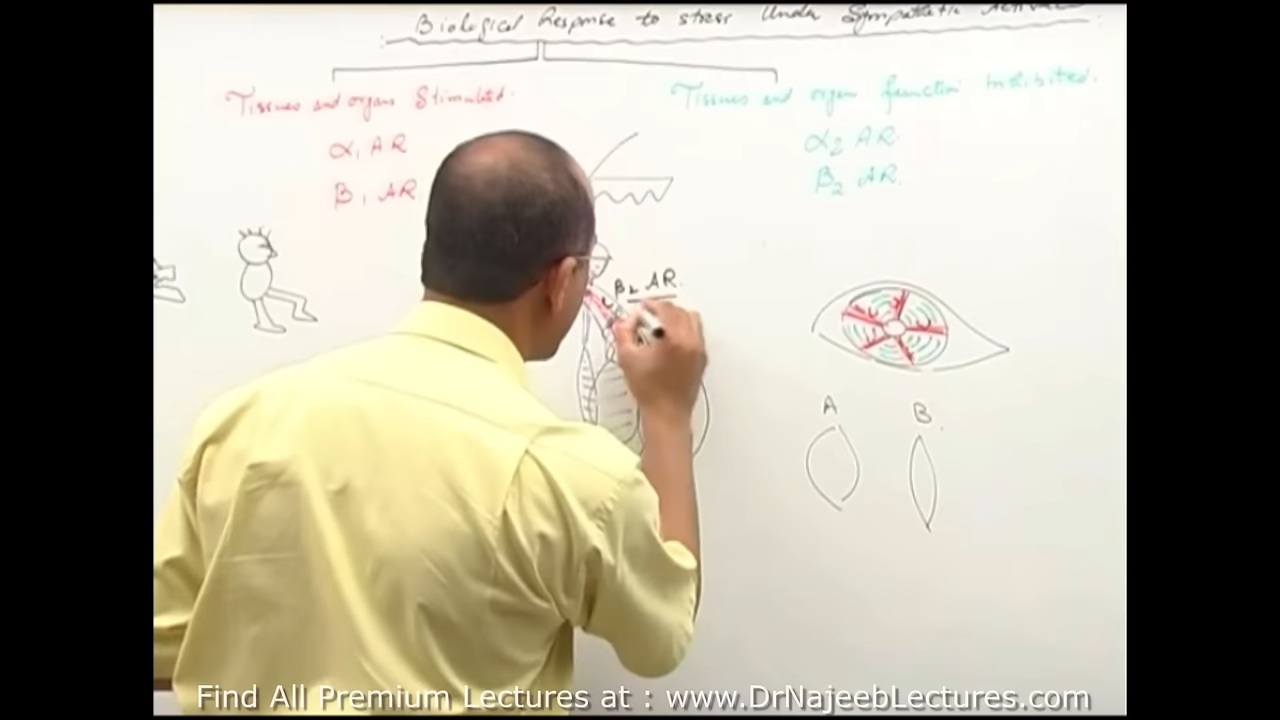 Biological Response to stress Under Sympathetic
Tissues and organs Stimulated
Tissues and organ function Inhibited.
α1 AR
α2 AR.
β1 AR
β2 AR.
β2 AR.
A
B
Find All Premium Lectures at : www.DrNajeebLectures.com